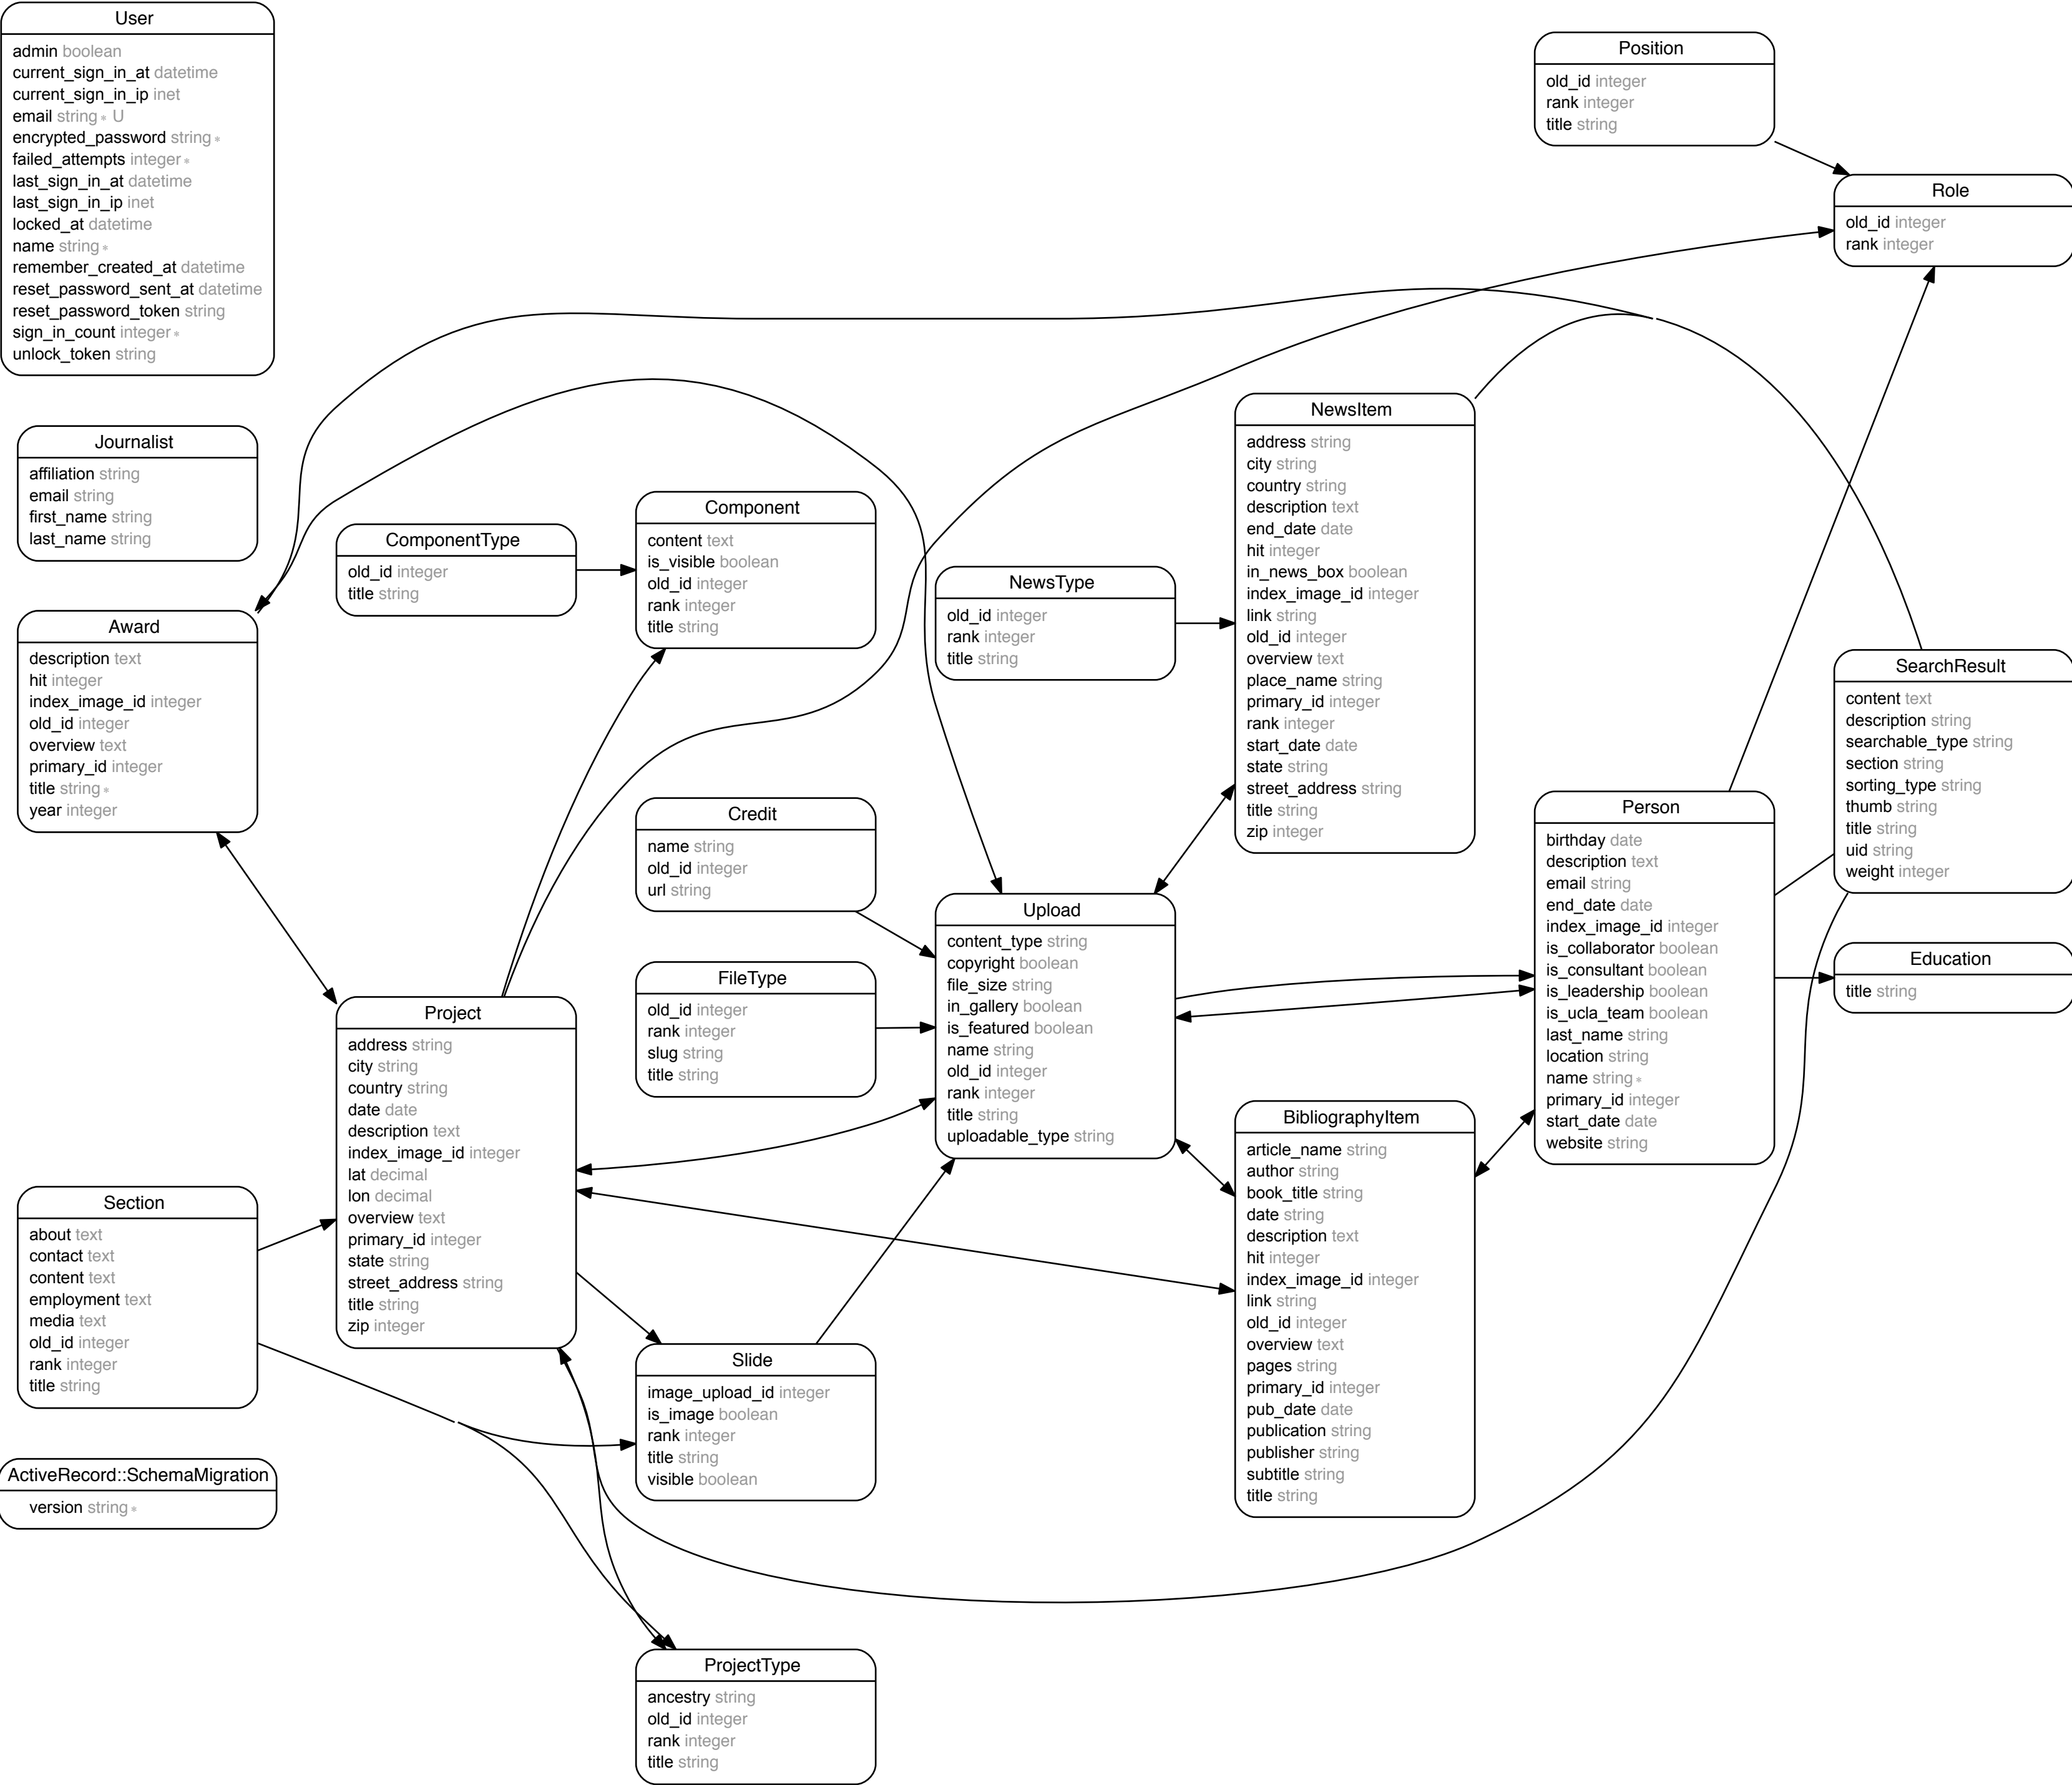 User
admin boolean
current_sign_in_at datetime
current_sign_in_ip inet
email string∗ U
encrypted_password string∗
failed_attempts integer∗
last_sign_in_at datetime
last_sign_in_ip inet
locked_at datetime
name string∗
remember_created_at datetime
reset_password_sent_at datetime
reset_password_token string
sign_in_count integer∗
unlock_token string
Position
old_id integer
rank integer
title string
Role
old_id integer
rank integer
Journalist
affiliation string
email string
first_name string
last_name string
ComponentType
old_id integer
title string
Component
content text
is_visible boolean
old_id integer
rank integer
title string
NewsType
old_id integer
rank integer
title string
NewsItem
address string
city string
country string
description text
end_date date
hit integer
in_news_box boolean
index_image_id integer
link string
old_id integer
overview text
place_name string
primary_id integer
rank integer
start_date date
state string
street_address string
title string
zip integer
Award
description text
hit integer
index_image_id integer
old_id integer
overview text
primary_id integer
title string∗
year integer
SearchResult
content text
description string
searchable_type string
section string
sorting_type string
thumb string
title string
uid string
weight integer
Credit
name string
old_id integer
url string
Person
birthday date
description text
email string
end_date date
index_image_id integer
is_collaborator boolean
is_consultant boolean
is_leadership boolean
is_ucla_team boolean
last_name string
location string
name string∗
primary_id integer
start_date date
website string
Upload
content_type string
copyright boolean
file_size string
in_gallery boolean
is_featured boolean
name string
old_id integer
rank integer
title string
uploadable_type string
Education
title string
FileType
old_id integer
rank integer
slug string
title string
Project
address string
city string
country string
date date
description text
index_image_id integer
lat decimal
lon decimal
overview text
primary_id integer
state string
street_address string
title string
zip integer
BibliographyItem
article_name string
author string
book_title string
date string
description text
hit integer
index_image_id integer
link string
old_id integer
overview text
pages string
primary_id integer
pub_date date
publication string
publisher string
subtitle string
title string
Section
about text
contact text
content text
employment text
media text
old_id integer
rank integer
title string
Slide
image_upload_id integer
is_image boolean
rank integer
title string
visible boolean
ActiveRecord::SchemaMigration
version string∗
ProjectType
ancestry string
old_id integer
rank integer
title string